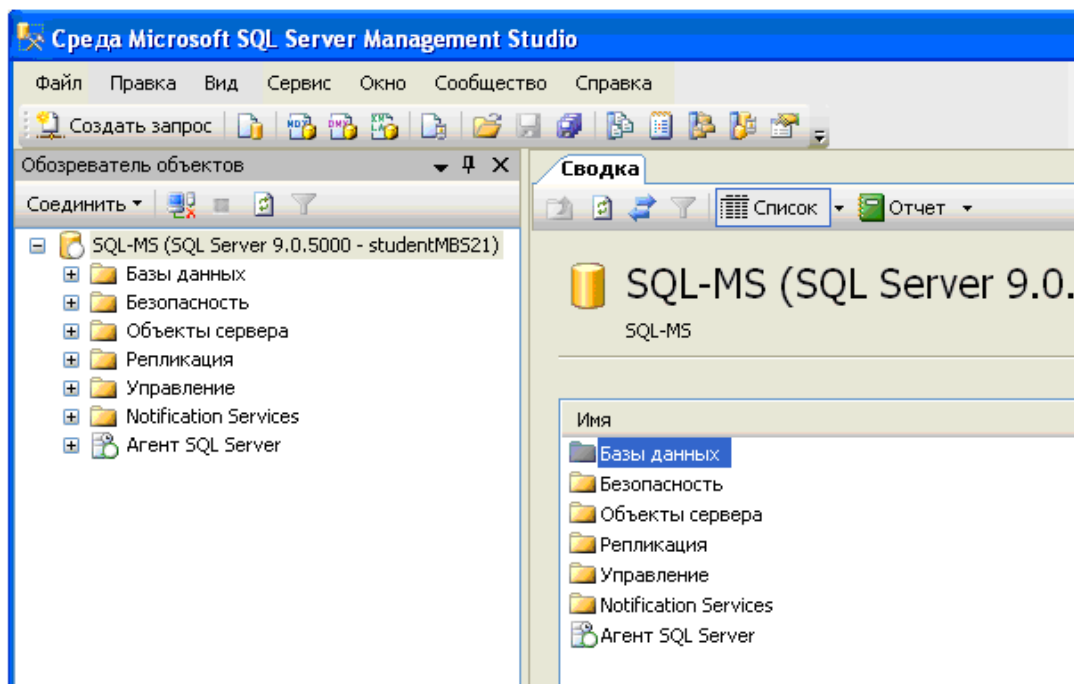 Среда Microsoft SQL Server Management Studio
Файл Правка Вид Сервис Окно Сообщество Справка
Создать запрос
Обозреватель объектов
Соединить
SQL-MS (SQL Server 9.0.5000 - studentMBS21)
Базы данных
Безопасность
Объекты сервера
Репликация
Управление
Notification Services
Агент SQL Server
Сводка
Список Отчет
SQL-MS (SQL Server 9.0.
SQL-MS
Имя
Базы данных
Безопасность
Объекты сервера
Репликация
Управление
Notification Services
Агент SQL Server